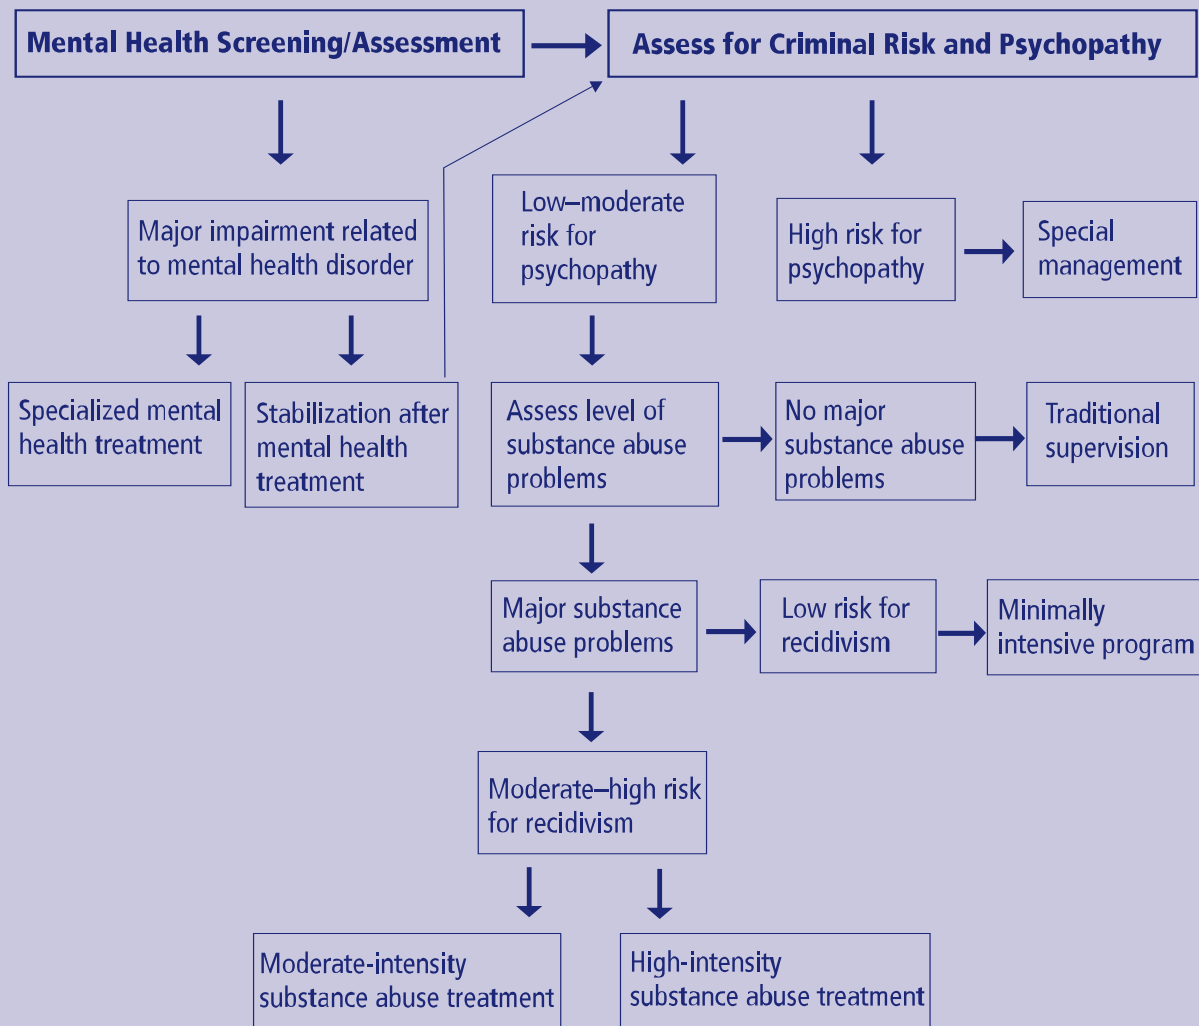 Mental Health Screening/Assessment
Assess for Criminal Risk and Psychopathy
Major impairment related
to mental health disorder
Low–moderate
risk for
psychopathy
High risk for
psychopathy
Special
management
Specialized mental
health treatment
Stabilization after
mental health
treatment
Assess level of
substance abuse
problems
No major
substance abuse
problems
Traditional
supervision
Major substance
abuse problems
Low risk for
recidivism
Minimally
intensive program
Moderate–high risk
for recidivism
Moderate-intensity
substance abuse treatment
High-intensity
substance abuse treatment